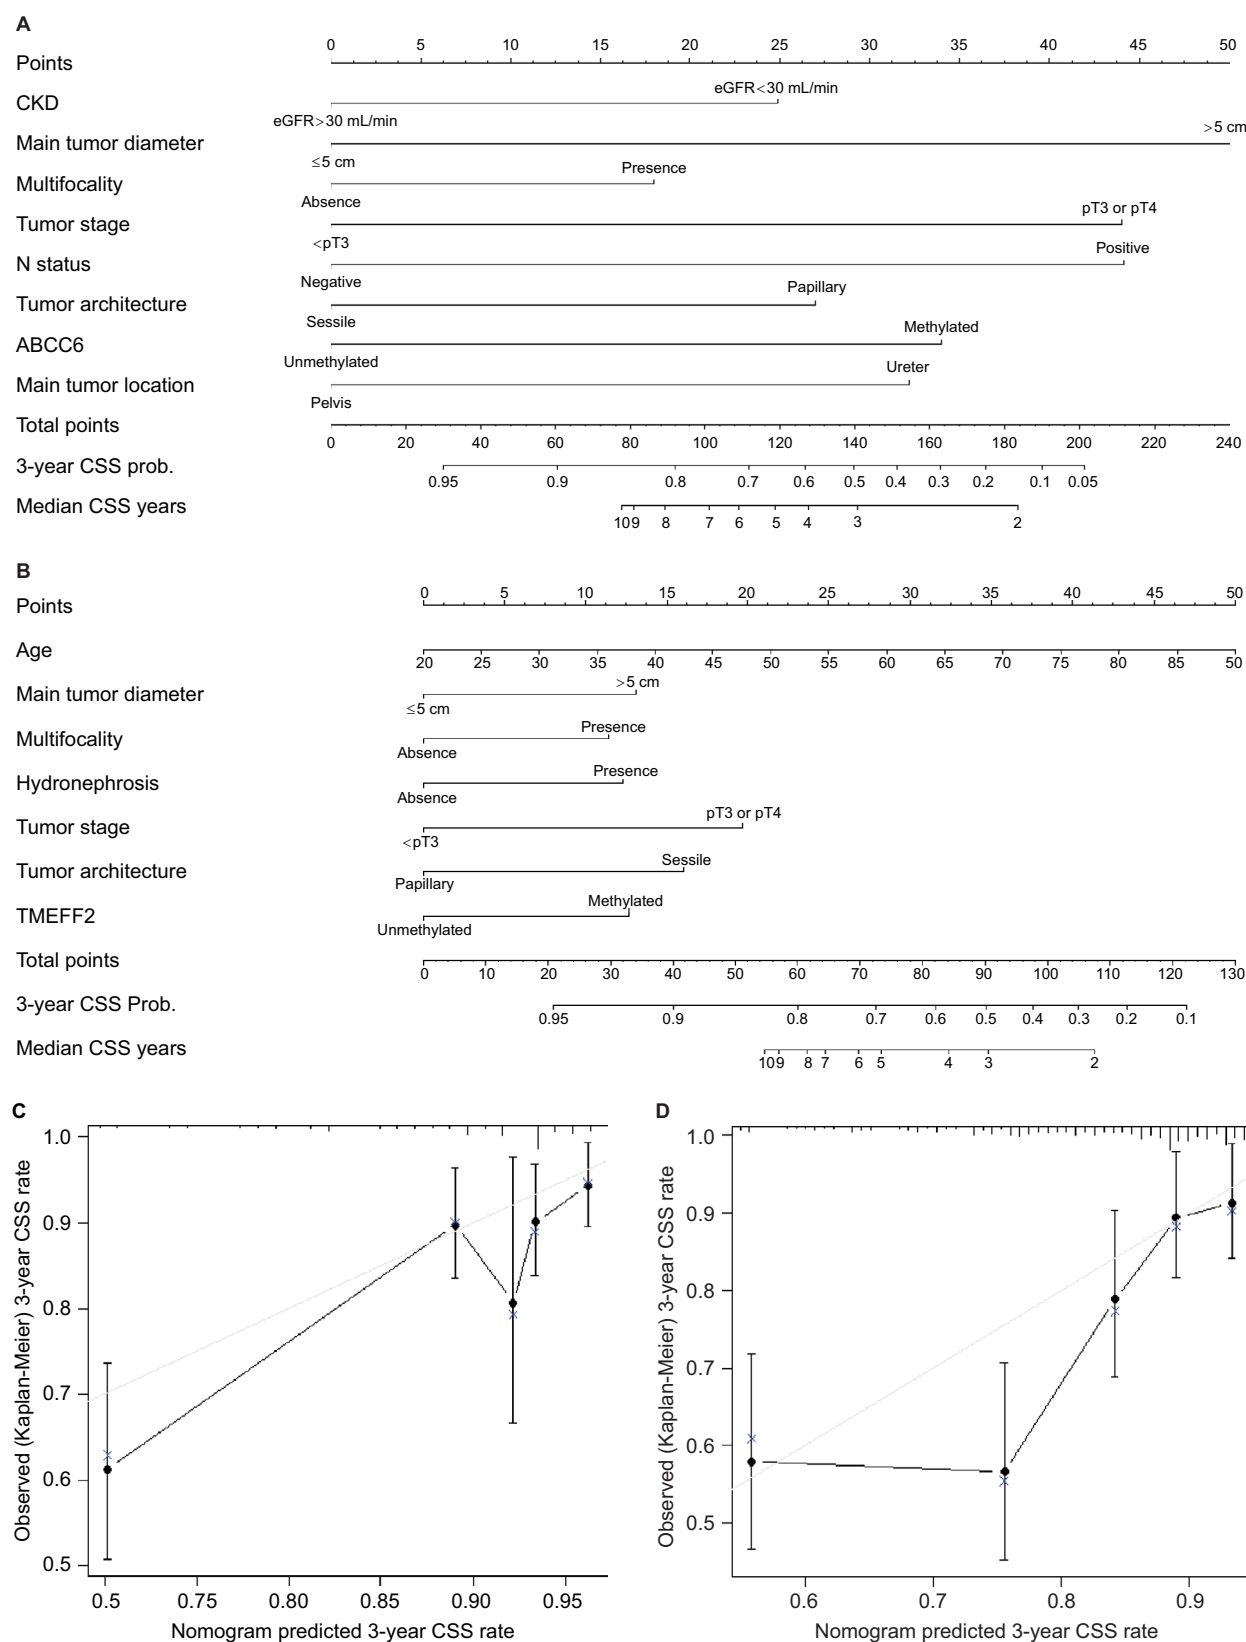 A
Points
0 5 10 15 20 25 30 35 40 45 50
CKD
eGFR<30 mL/min
eGFR>30 mL/min
Main tumor diameter
>5 cm
≤5 cm
Multifocality
Presence
Absence
Tumor stage
pT3 or pT4
<pT3
N status
Positive
Negative
Tumor architecture
Papillary
Sessile
ABCC6
Methylated
Unmethylated
Main tumor location
Ureter
Pelvis
Total points
0 20 40 60 80 100 120 140 160 180 200 220 240
3-year CSS prob.
0.95 0.9 0.8 0.7 0.6 0.5 0.4 0.3 0.2 0.1 0.05
Median CSS years
109 8 7 6 5 4 3 2
B
Points
0 5 10 15 20 25 30 35 40 45 50
Age
20 25 30 35 40 45 50 55 60 65 70 75 80 85 50
Main tumor diameter
>5 cm
≤5 cm
Multifocality
Presence
Absence
Hydronephrosis
Presence
Absence
Tumor stage
pT3 or pT4
<pT3
Tumor architecture
Sessile
Papillary
TMEFF2
Methylated
Unmethylated
Total points
0 10 20 30 40 50 60 70 80 90 100 110 120 130
3-year CSS Prob.
0.95 0.9 0.8 0.7 0.6 0.5 0.4 0.3 0.2 0.1
Median CSS years
109 8 7 6 5 4 3 2
C
Observed (Kaplan-Meier) 3-year CSS rate
1.0
0.9
0.8
0.7
0.6
0.5
0.5 0.75 0.80 0.85 0.90 0.95
Nomogram predicted 3-year CSS rate
D
Observed (Kaplan-Meier) 3-year CSS rate
1.0
0.9
0.8
0.7
0.6
0.5
0.6 0.7 0.8 0.9
Nomogram predicted 3-year CSS rate